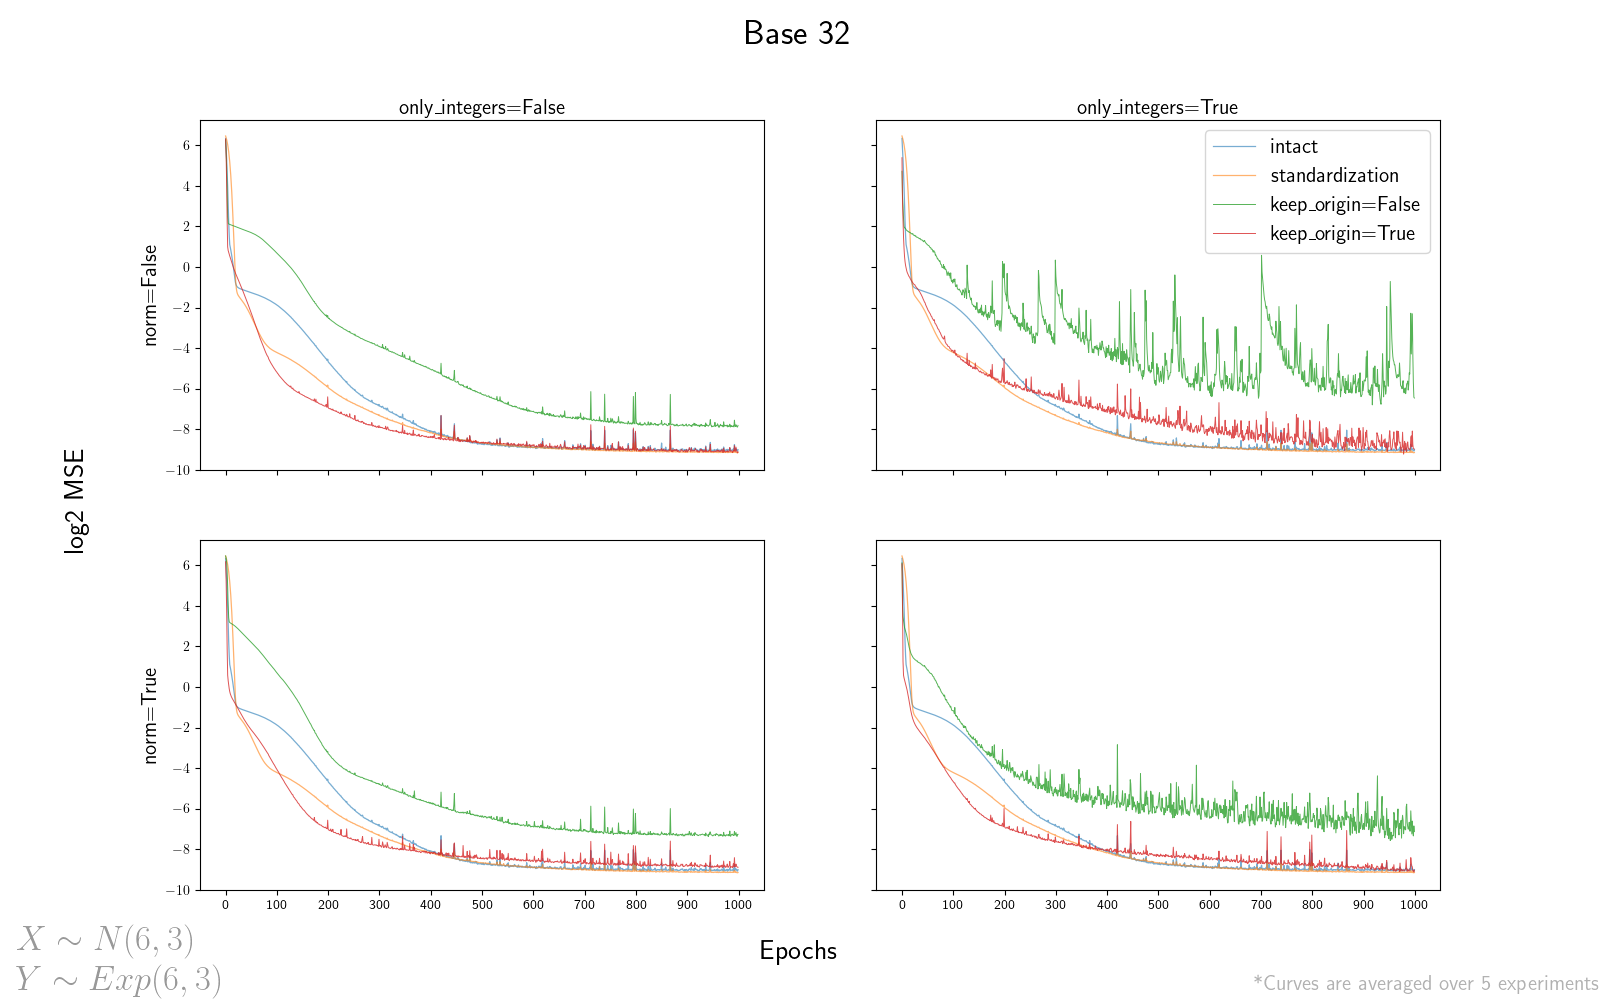 Base 32
only_integers=False
only_integers=True
norm=False
6
4
2
0
−2
−4
−6
−8
−10
intact
standardization
keep_origin=False
keep_origin=True
log2 MSE
norm=True
6
4
2
0
−2
−4
−6
−8
−10
0 100 200 300 400 500 600 700 800 900 1000
0 100 200 300 400 500 600 700 800 900 1000
Epochs
X ∼ N(6, 3)
Y ∼ Exp(6, 3)
*Curves are averaged over 5 experiments